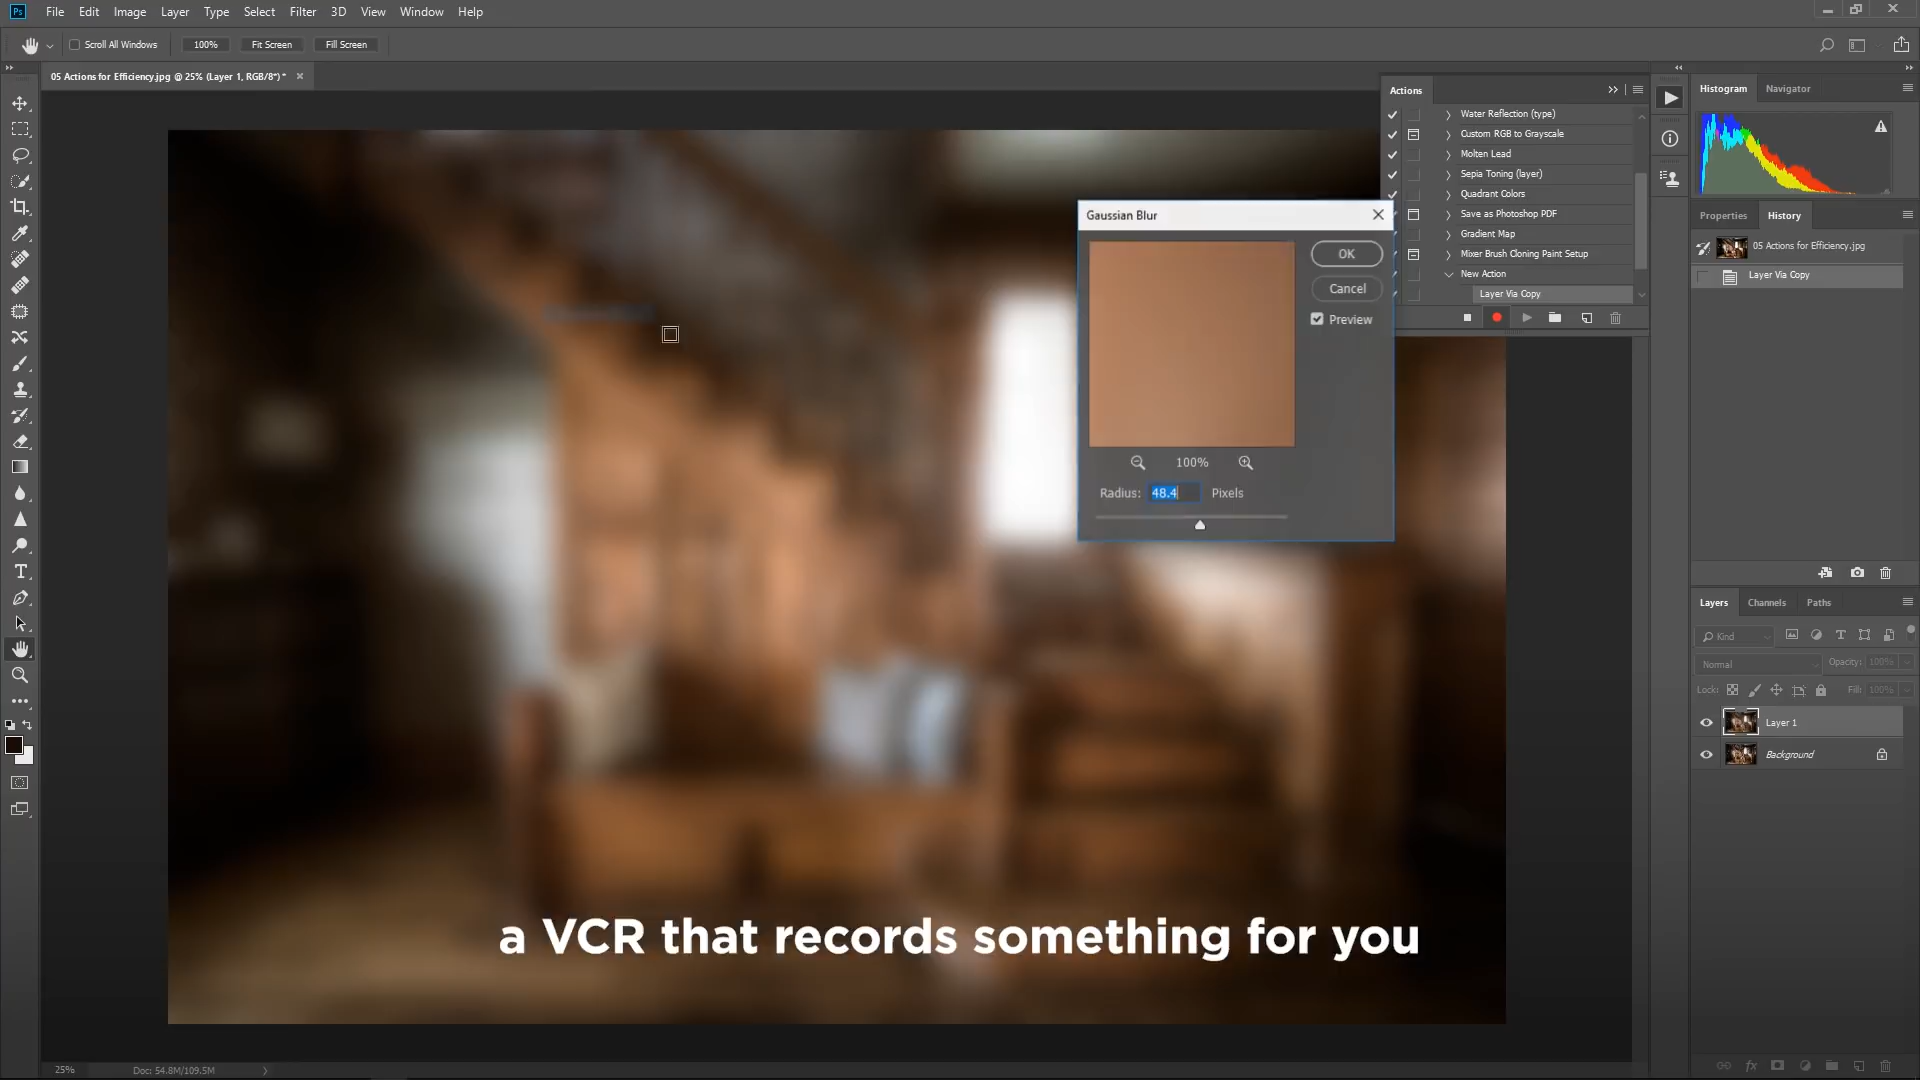 Ps File Edit Image Layer Type Select Filter 3D View Window Help
Scroll All Windows 100% Fit Screen Fill Screen
05 Actions for Efficiency.jpg @ 25% (Layer 1, RGB/8*) *
Actions
Water Reflection (type)
Custom RGB to Grayscale
Molten Lead
Sepia Toning (layer)
Quadrant Colors
Save as Photoshop PDF
Gradient Map
Mixer Brush Cloning Paint Setup
New Action
Layer Via Copy
Gaussian Blur
OK
Cancel
Preview
100%
Radius: 48.4 Pixels
Histogram Navigator
Properties History
05 Actions for Efficiency.jpg
Layer Via Copy
Layers Channels Paths
Kind
Normal Opacity: 100%
Lock: Fill: 100%
Layer 1
Background
a VCR that records something for you
25% Doc: 54.8M/109.5M